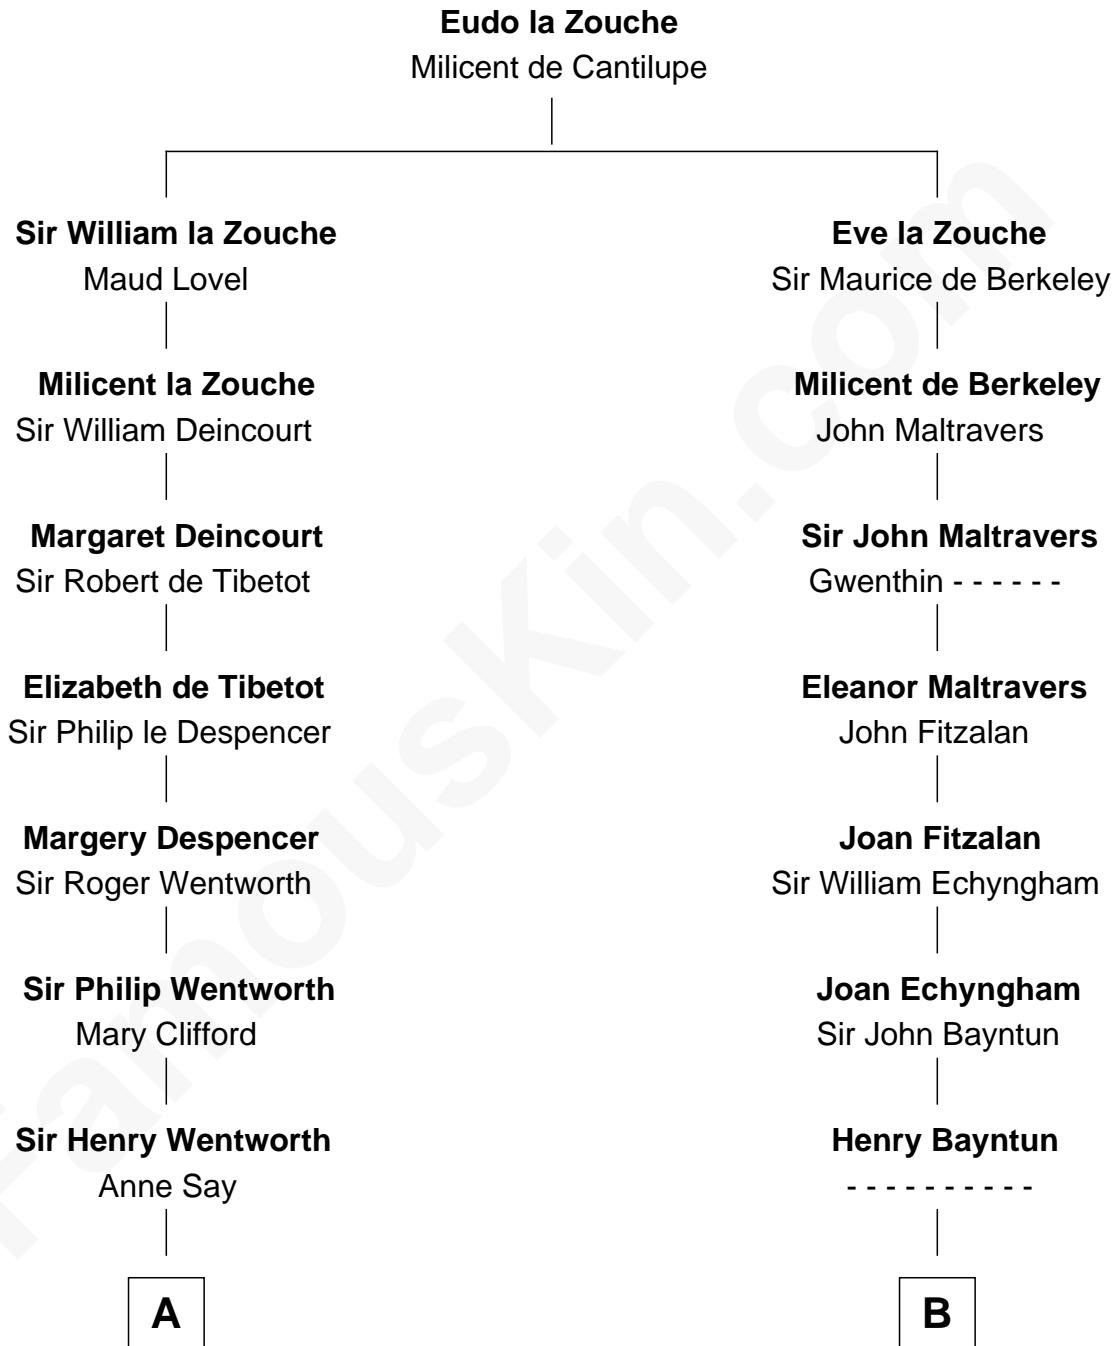 Eudo la Zouche
Milicent de Cantilupe
Sir William la Zouche
Maud Lovel
Eve la Zouche
Sir Maurice de Berkeley
Milicent la Zouche
Sir William Deincourt
Milicent de Berkeley
John Maltravers
Margaret Deincourt
Sir Robert de Tibetot
Sir John Maltravers
Gwenthin - - - - - -
Elizabeth de Tibetot
Sir Philip le Despencer
Eleanor Maltravers
John Fitzalan
Margery Despencer
Sir Roger Wentworth
Joan Fitzalan
Sir William Echyngham
Sir Philip Wentworth
Mary Clifford
Joan Echyngham
Sir John Bayntun
Sir Henry Wentworth
Anne Say
Henry Bayntun
- - - - - - - - - -
A
B
FamousKin.com